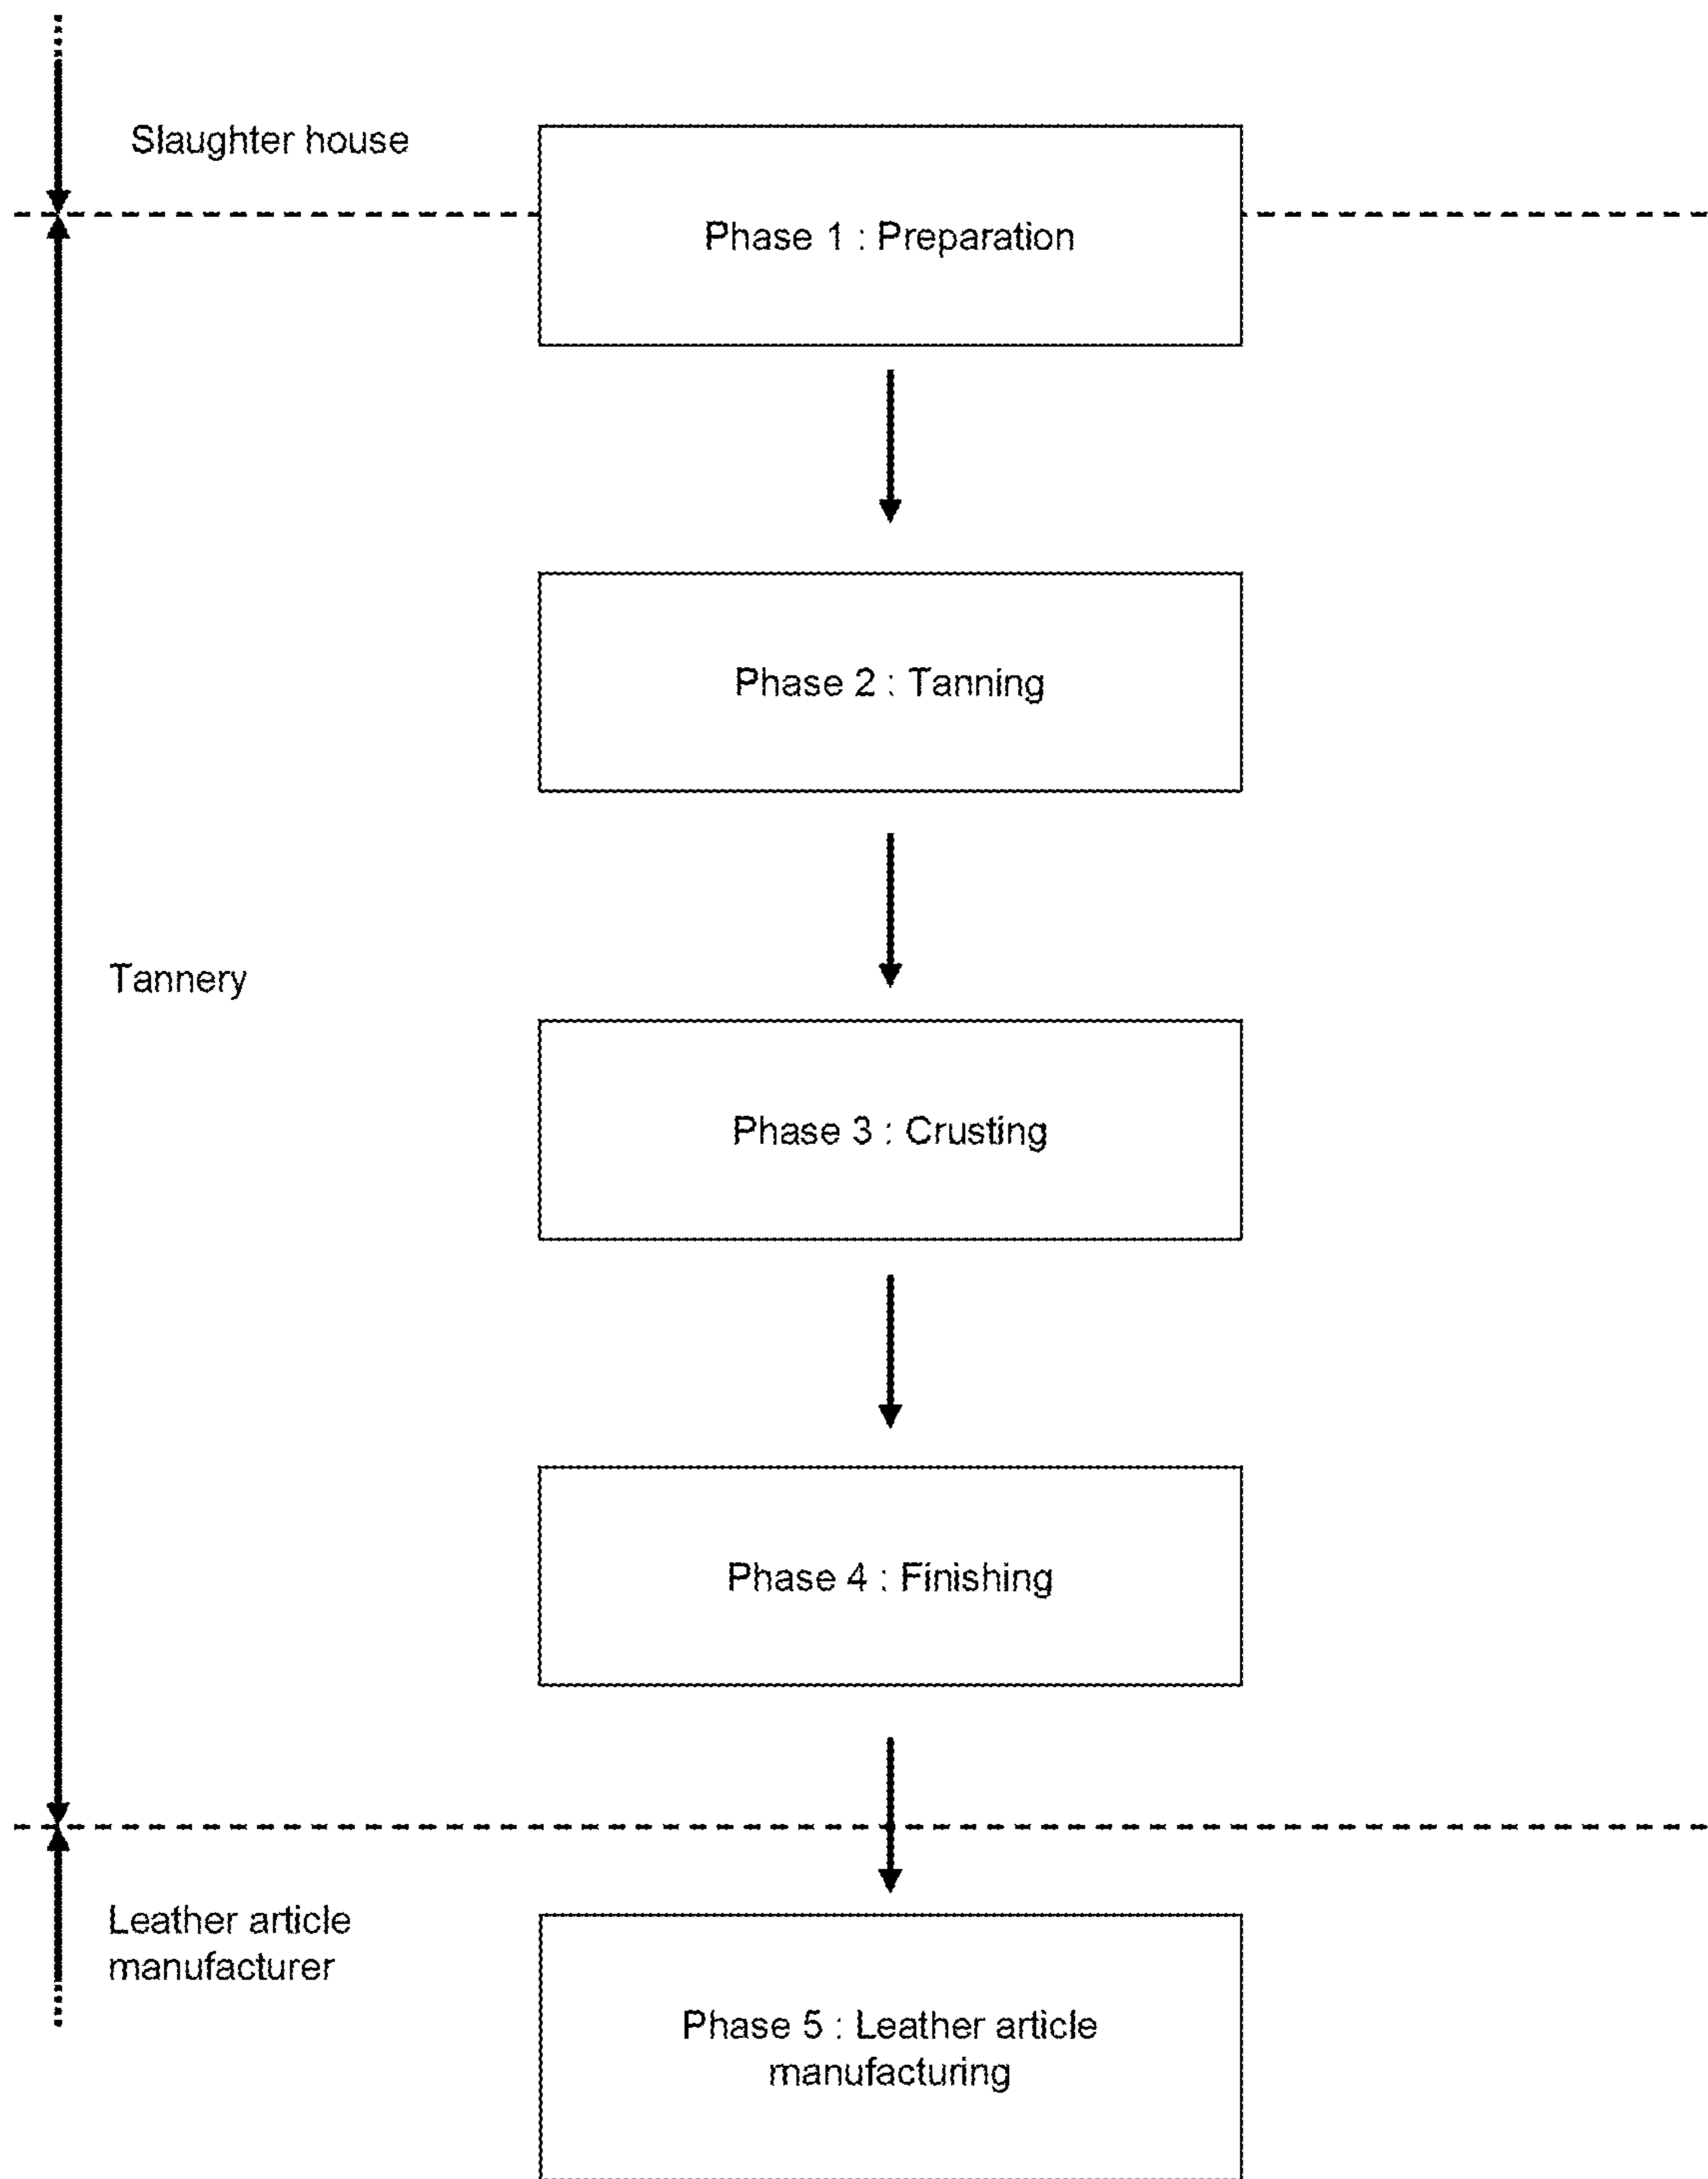 Slaughter house
Phase 1 : Preparation
Phase 2 : Tanning
Tannery
Phase 3 : Crusting
Phase 4 : Finishing
Leather article
manufacturer
Phase 5 : Leather article
manufacturing